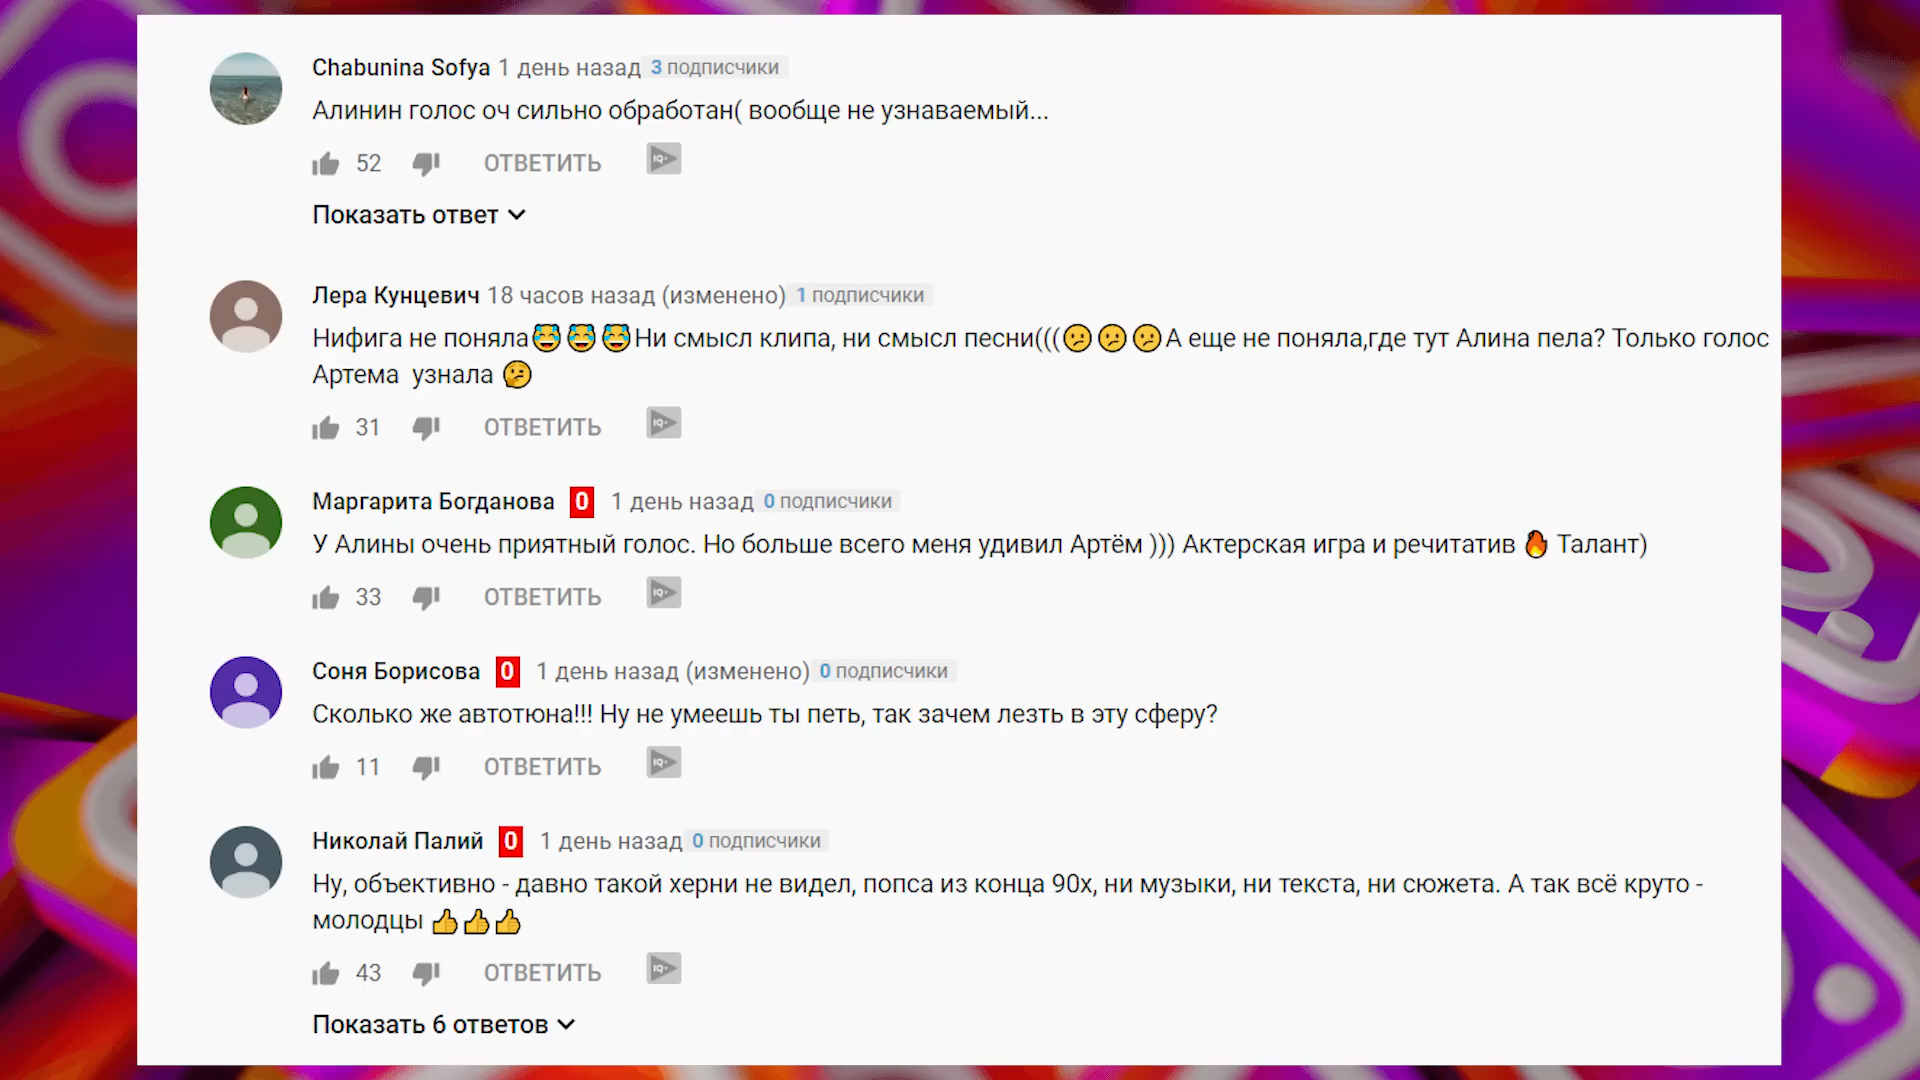 Chabunina Sofya 1 день назад 3 подписчики
Алинин голос оч сильно обработан( вообще не узнаваемый...
52 ОТВЕТИТЬ IQ+
Показать ответ
Лера Кунцевич 18 часов назад (изменено) 1 подписчики
Нифига не поняла😅😅😅Ни смысл клипа, ни смысл песни(((😕😕😕А еще не поняла,где тут Алина пела? Только голос
Артема узнала 🤔
31 ОТВЕТИТЬ IQ+
Маргарита Богданова 0 1 день назад 0 подписчики
У Алины очень приятный голос. Но больше всего меня удивил Артём ))) Актерская игра и речитатив 🔥 Талант)
33 ОТВЕТИТЬ IQ+
Соня Борисова 0 1 день назад (изменено) 0 подписчики
Сколько же автотюна!!! Ну не умеешь ты петь, так зачем лезть в эту сферу?
11 ОТВЕТИТЬ IQ+
Николай Палий 0 1 день назад 0 подписчики
Ну, объективно - давно такой херни не видел, попса из конца 90х, ни музыки, ни текста, ни сюжета. А так всё круто -
молодцы 👍👍👍
43 ОТВЕТИТЬ IQ+
Показать 6 ответов